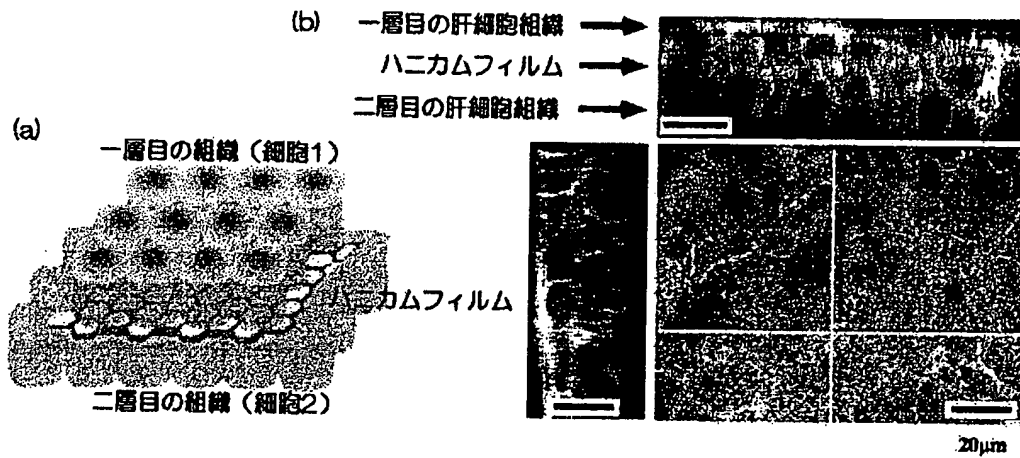 (b)
一層目の肝細胞組織
ハニカムフィルム
二層目の肝細胞組織
(a)
一層目の組織（細胞1）
ハニカムフィルム
二層目の組織（細胞2）
20μm